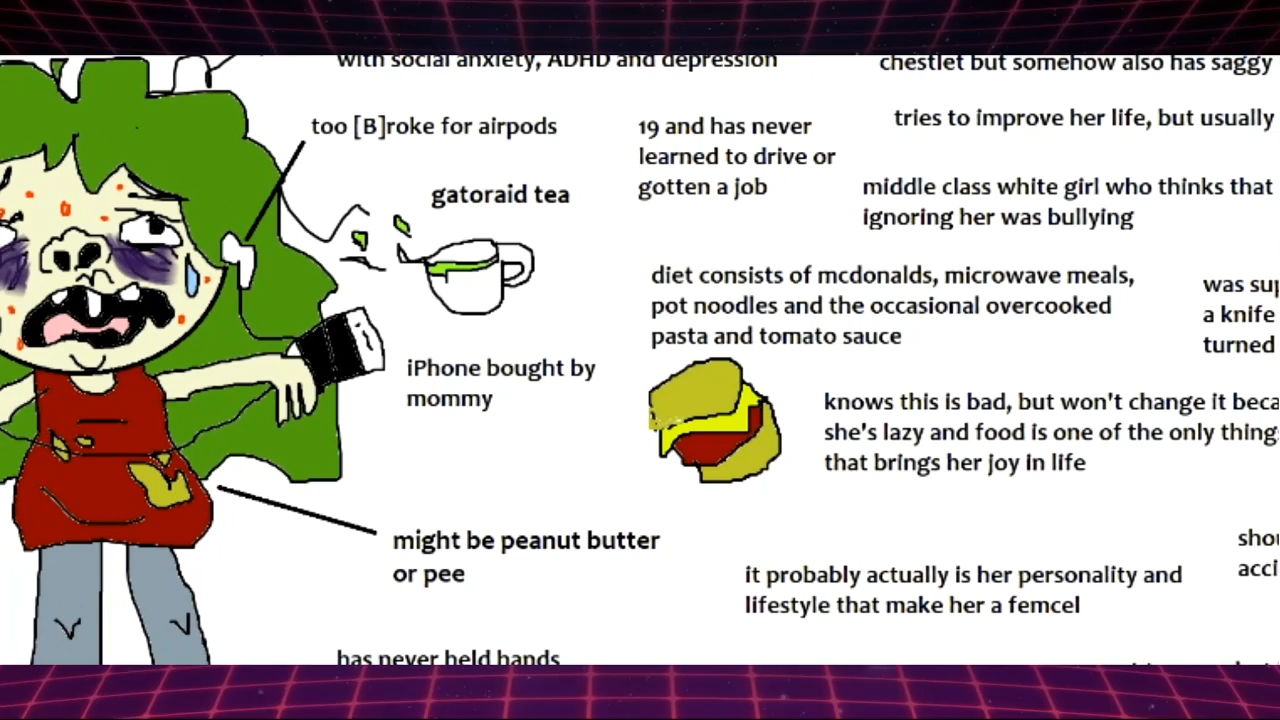 with social anxiety, ADHD and depression
chestlet but somehow also has saggy
too [B]roke for airpods
19 and has never
learned to drive or
gotten a job
tries to improve her life, but usually
gatoraid tea
middle class white girl who thinks that
ignoring her was bullying
diet consists of mcdonalds, microwave meals,
pot noodles and the occasional overcooked
pasta and tomato sauce
a knife
turned
iPhone bought by
mommy
knows this is bad, but won't change it beca
she's lazy and food is one of the only thing
that brings her joy in life
might be peanut butter
or pee
it probably actually is her personality and
lifestyle that make her a femcel
has never held hands